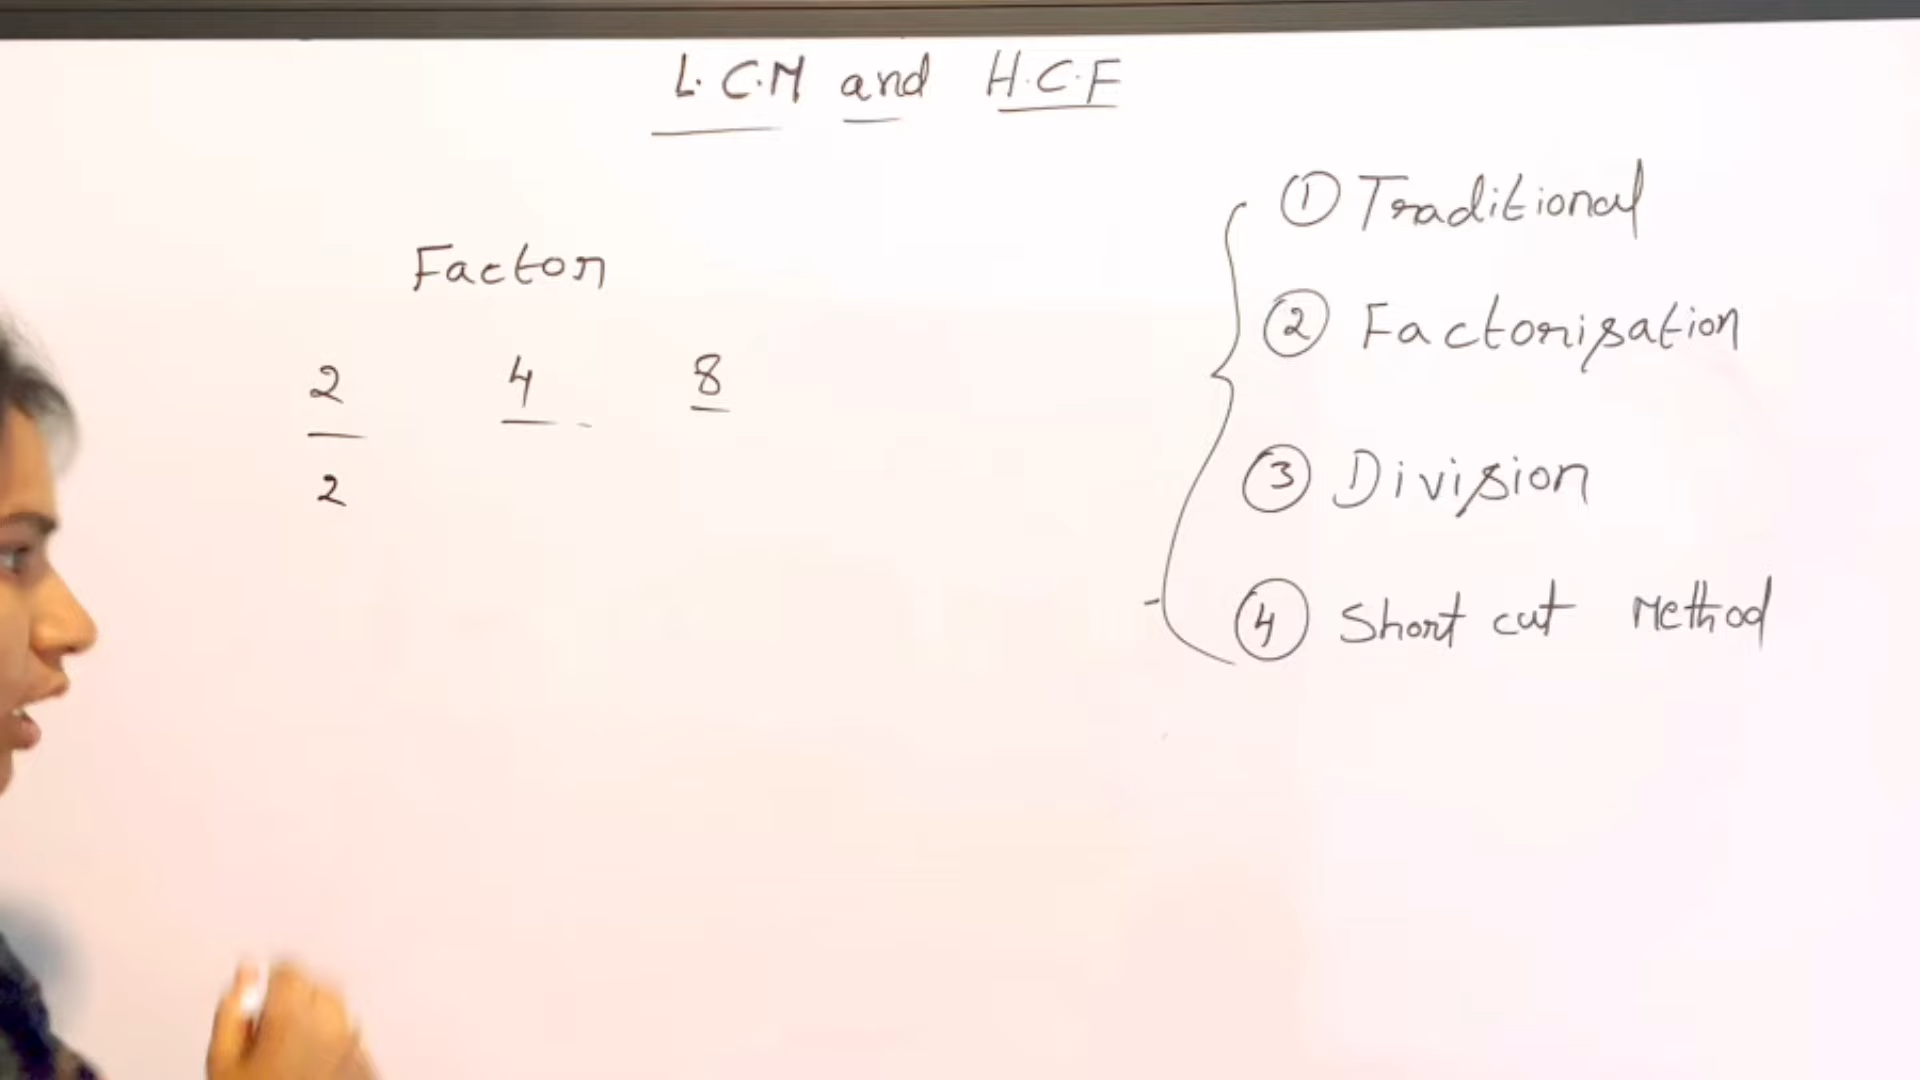 L.C.M and H.C.F
Factor
2 4 8
2
① Traditional
② Factorisation
③ Division
④ Short cut Method